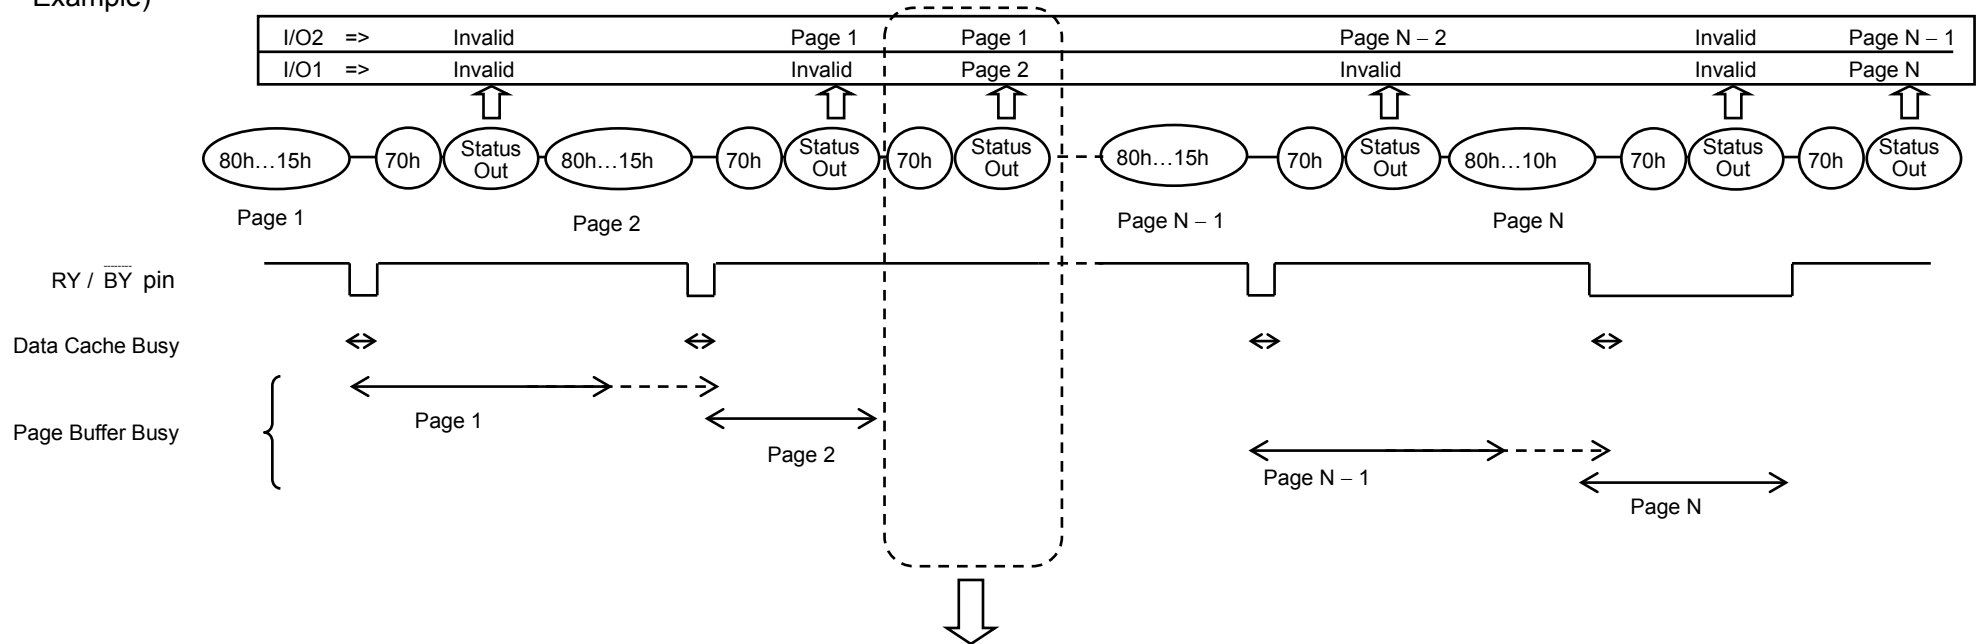 Example)
I/O2 => Invalid Page 1 Page 1 Page N − 2 Invalid Page N − 1
I/O1 => Invalid Invalid Page 2 Invalid Invalid Page N
80h…15h 70h Status Out 80h…15h 70h Status Out 70h Status Out 80h…15h 70h Status Out 80h…10h 70h Status Out 70h Status Out
Page 1 Page 2 Page N − 1 Page N
RY / BY pin
Data Cache Busy
Page 1
Page Buffer Busy
Page 2
Page N − 1
Page N